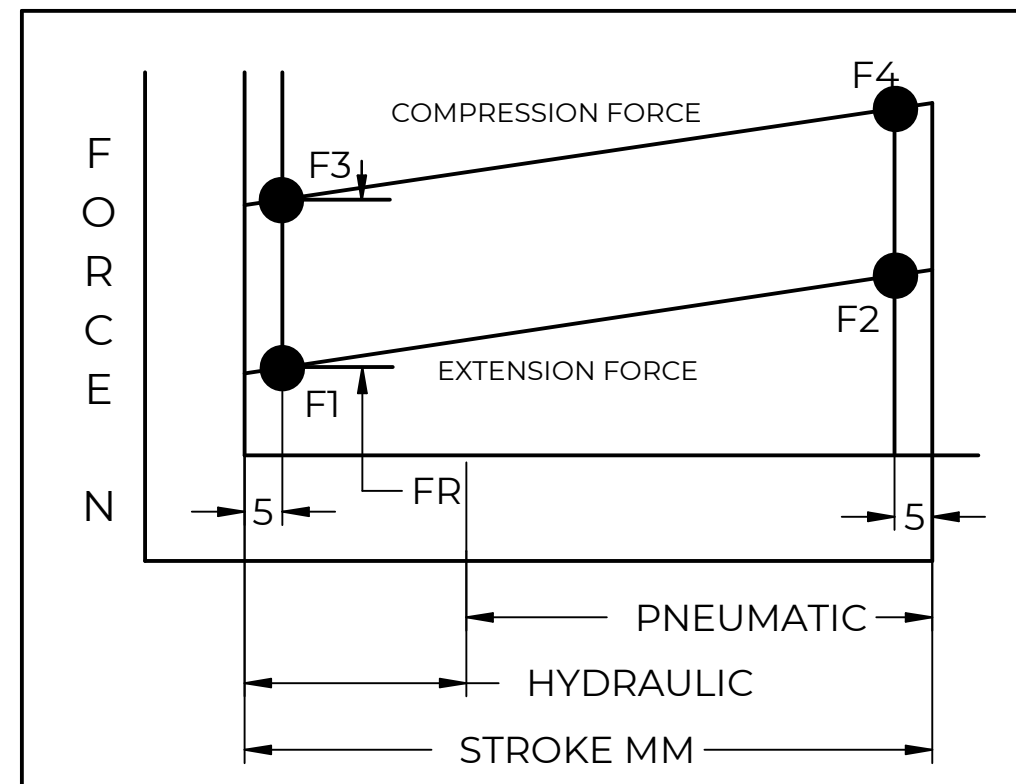 F4
COMPRESSION FORCE
F3
F
O
R
C
E
N
F2
EXTENSION FORCE
F1
FR
5
5
PNEUMATIC
HYDRAULIC
STROKE MM